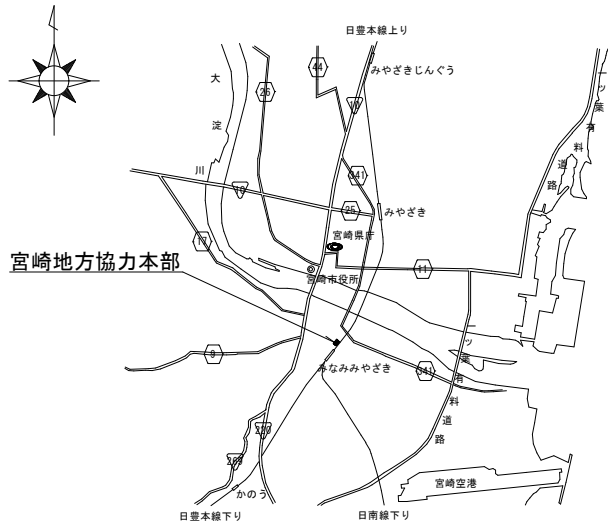 日豊本線上り
みやざきじんぐう
大淀川
44
26
10
一ッ葉有料道路
341
10
25
みやざき
17
宮崎県庁
宮崎地方協力本部
宮崎市役所
11
一ッ葉有料道路
みなみみやざき
9
341
220
269
かのう
宮崎空港
日豊本線下り
日南線下り